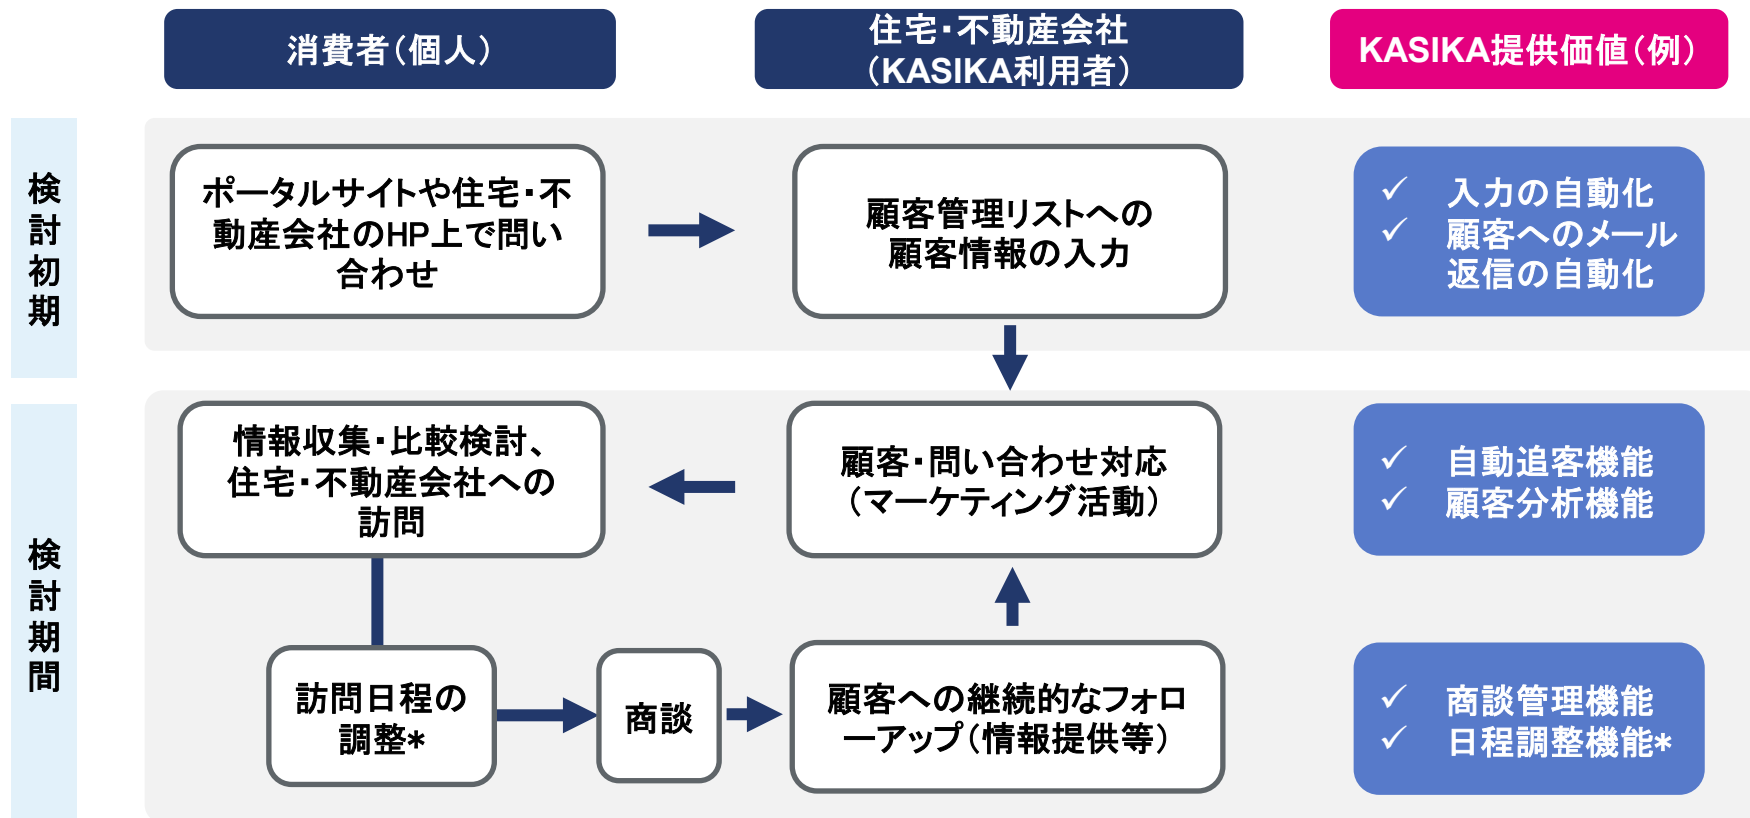 消費者（個人）
住宅・不動産会社
（KASIKA利用者）
KASIKA提供価値（例）
検討初期
ポータルサイトや住宅・不
動産会社のHP上で問い
合わせ
顧客管理リストへの
顧客情報の入力
✓ 入力の自動化
✓ 顧客へのメール
返信の自動化
検討期間
情報収集・比較検討、
住宅・不動産会社への
訪問
顧客・問い合わせ対応
（マーケティング活動）
✓ 自動追客機能
✓ 顧客分析機能
訪問日程の
調整*
商談
顧客への継続的なフォロ
ーアップ（情報提供等）
✓ 商談管理機能
✓ 日程調整機能*